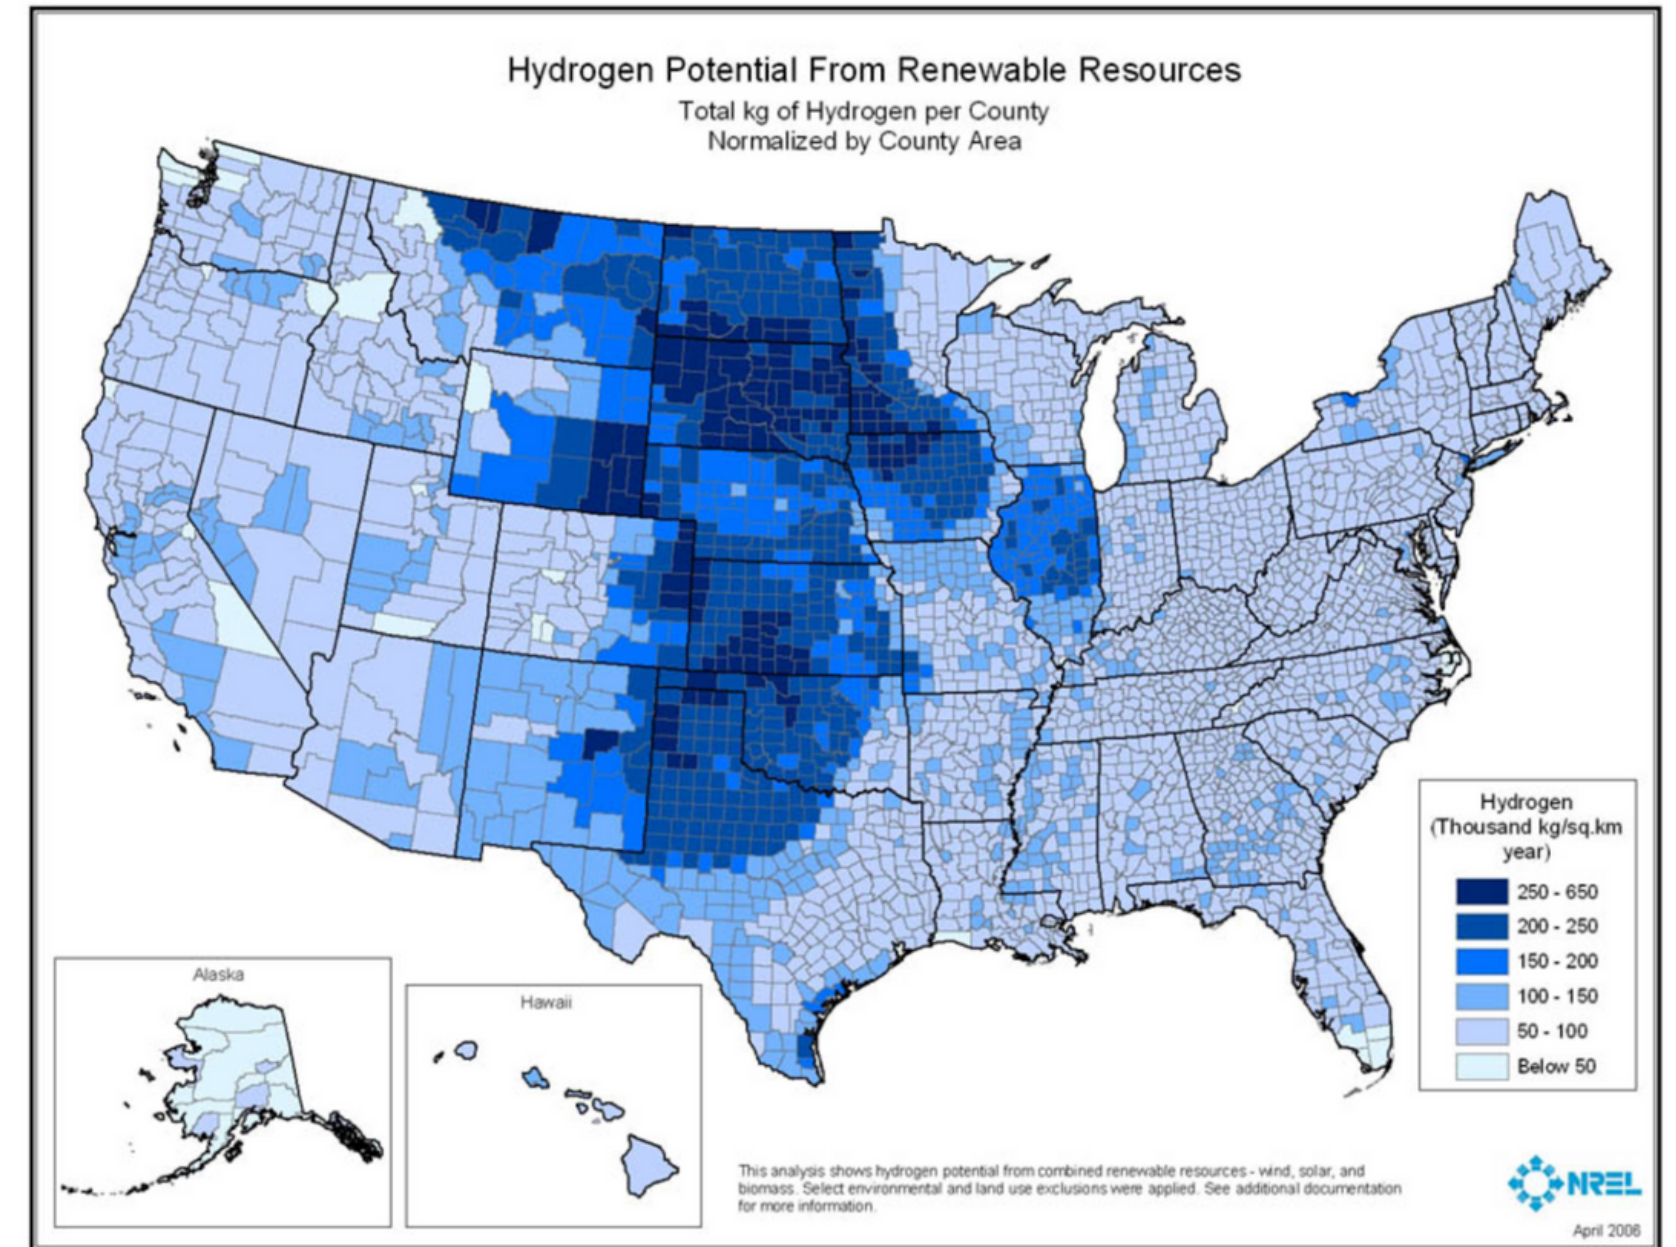 Hydrogen Potential From Renewable Resources
Total kg of Hydrogen per County
Normalized by County Area
Hydrogen
(Thousand kg/sq.km
year)
250 - 650
200 - 250
150 - 200
100 - 150
50 - 100
Below 50
Alaska
Hawaii
This analysis shows hydrogen potential from combined renewable resources - wind, solar, and
biomass. Select environmental and land use exclusions were applied. See additional documentation
for more information.
NREL
April 2006